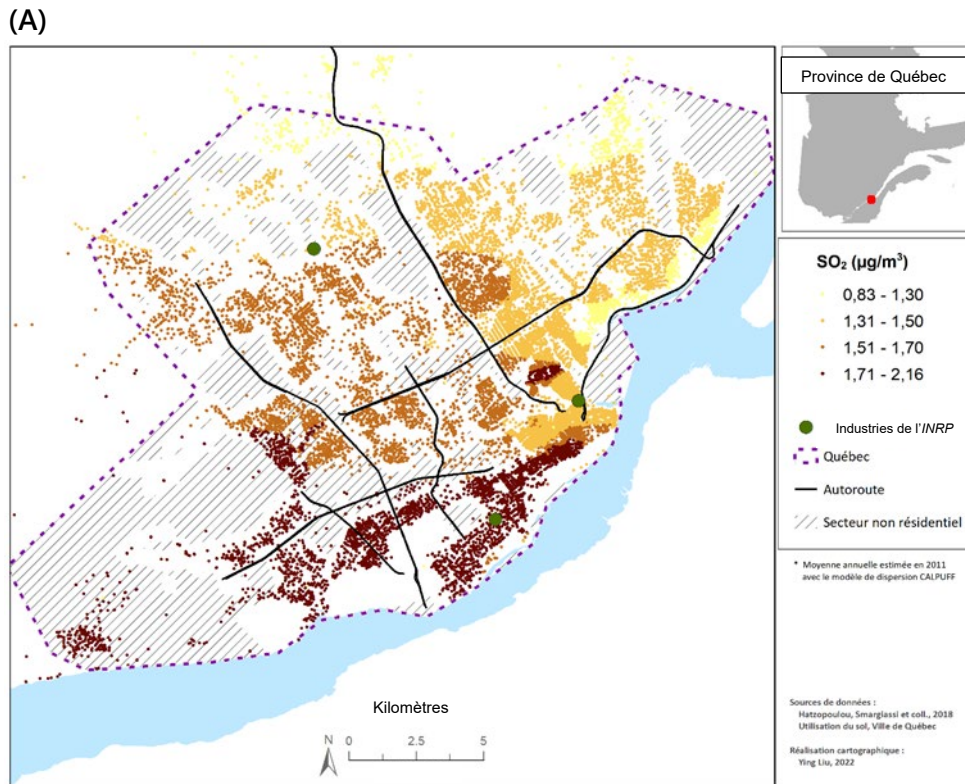 (A)
Province de Québec
SO₂ (µg/m³)
0,83 - 1,30
1,31 - 1,50
1,51 - 1,70
1,71 - 2,16
Industries de l'INRP
Québec
Autoroute
Secteur non résidentiel
* Moyenne annuelle estimée en 2011
avec le modèle de dispersion CALPUFF
Sources de données :
Hatzopoulou, Smargiassi et coll., 2018
Utilisation du sol, Ville de Québec
Réalisation cartographique :
Ying Liu, 2022
Kilomètres
N
0 2.5 5